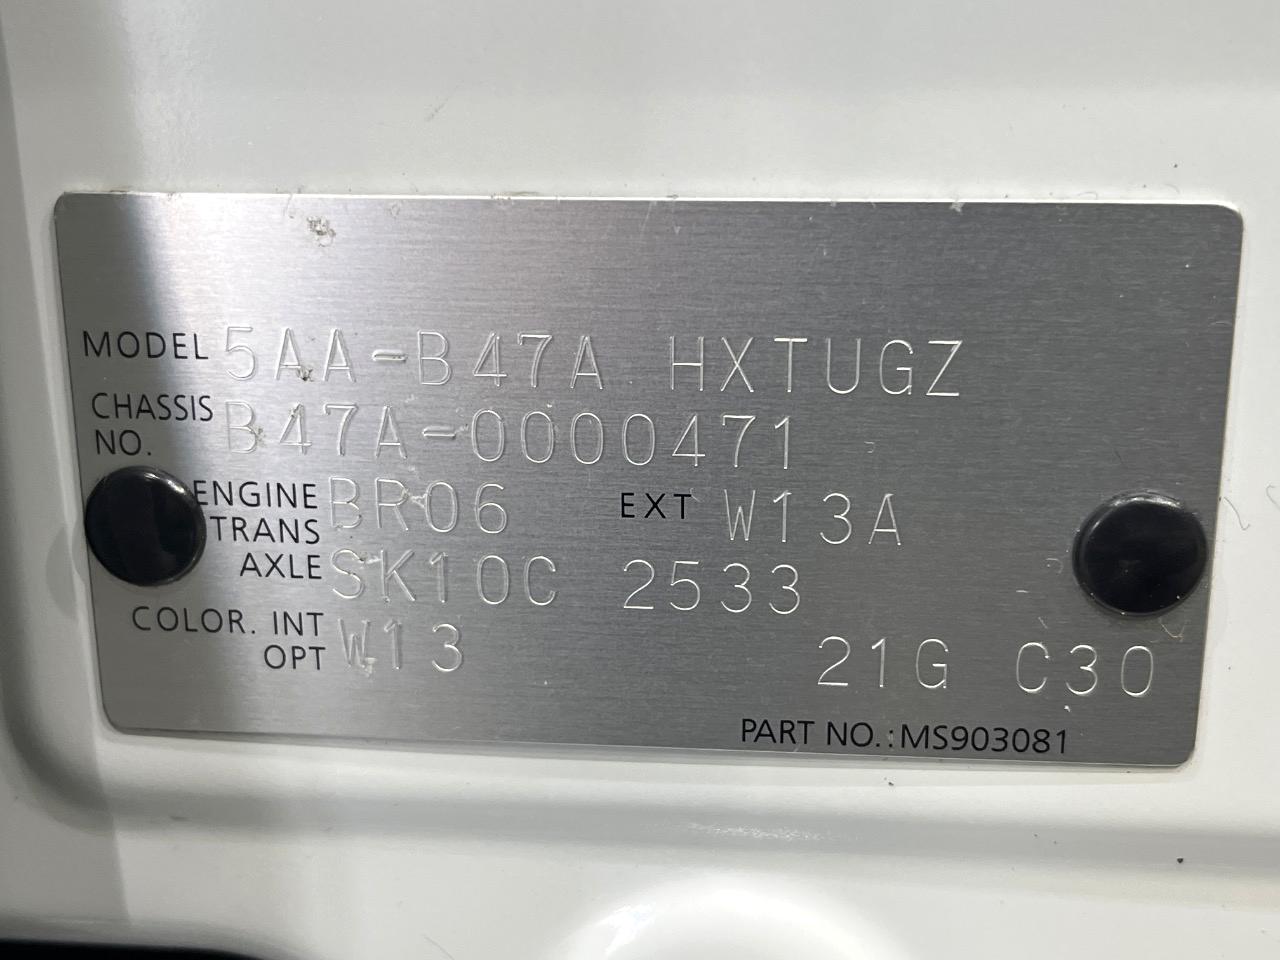 MODEL 5AA-B47A HXTUGZ
CHASSIS NO. B47A-0000471
ENGINE BR06 EXT W13A
TRANS AXLE SK10C 2533
COLOR. INT OPT W13
21G C30
PART NO.:MS903081